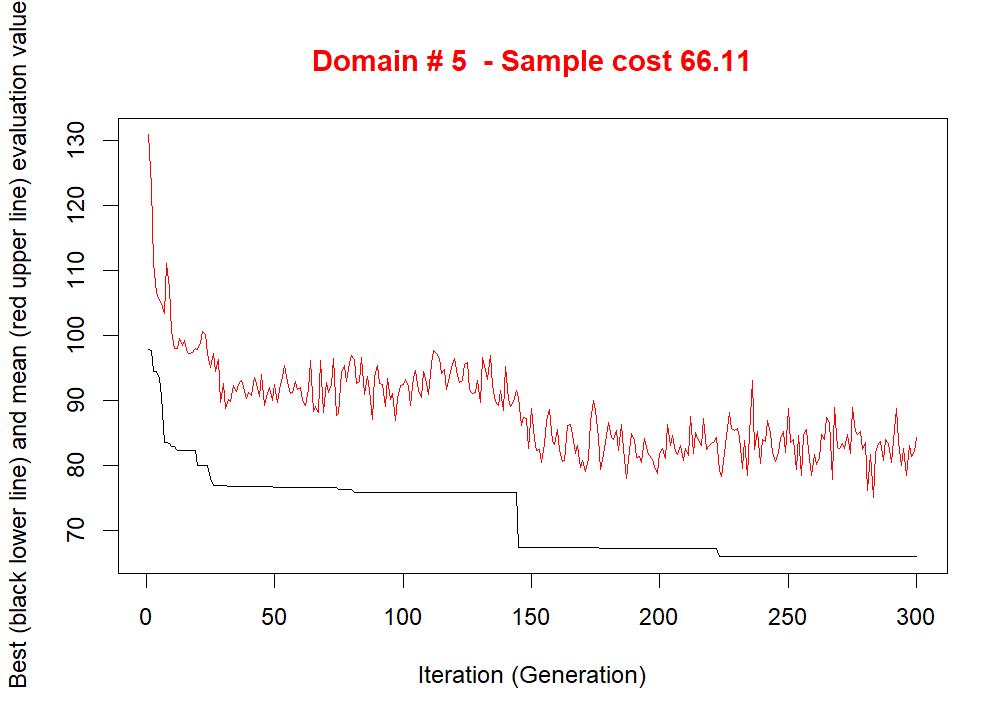 Domain # 5  - Sample cost 66.11
Best (black lower line) and mean (red upper line) evaluation value
130
120
110
100
90
80
70
0 50 100 150 200 250 300
Iteration (Generation)